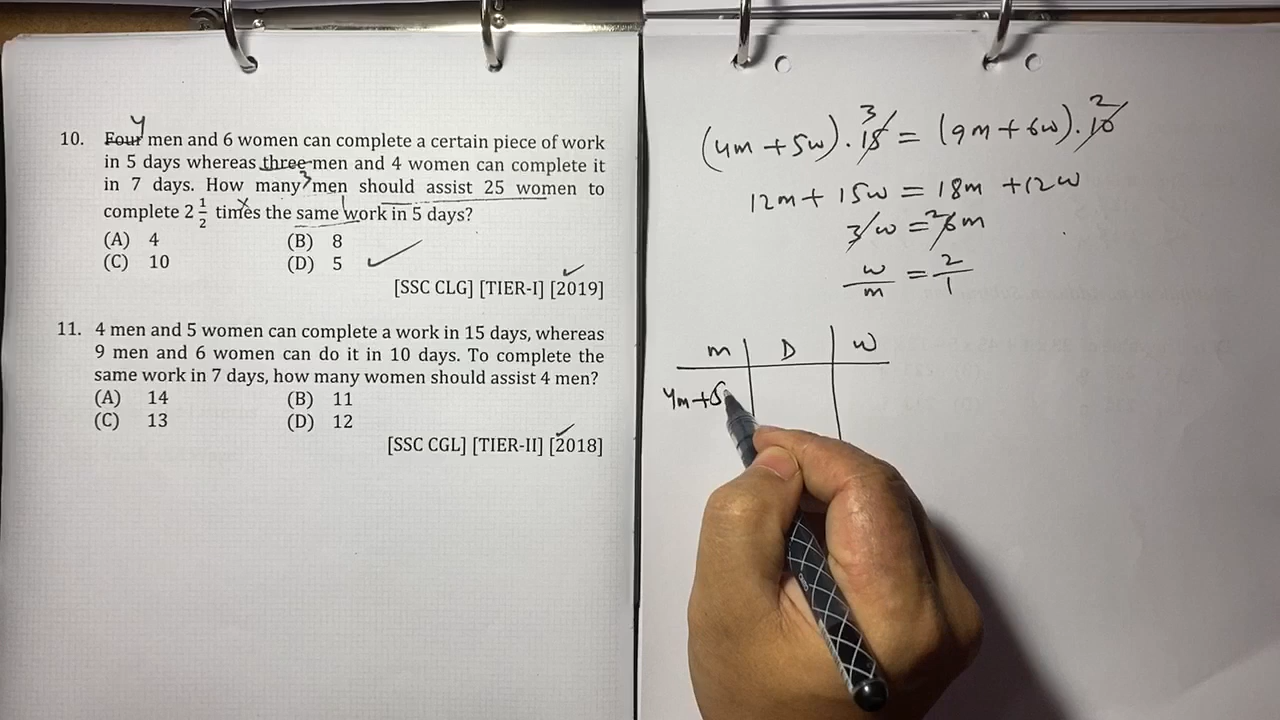 y
10. Four men and 6 women can complete a certain piece of work
in 5 days whereas three men and 4 women can complete it
in 7 days. How many 3 men should assist 25 women to
complete 2 1/2 times the same work in 5 days?
(A) 4 (B) 8
(C) 10 (D) 5 ✓
[SSC CLG] [TIER-I] [2019]
11. 4 men and 5 women can complete a work in 15 days, whereas
9 men and 6 women can do it in 10 days. To complete the
same work in 7 days, how many women should assist 4 men?
(A) 14 (B) 11
(C) 13 (D) 12
[SSC CGL] [TIER-II] [2018]
3 2
(4m + 5w) . 15 = (9m + 6w) . 10
12m + 15w = 18m + 12w
3w = 2 6m
w/m = 2/1
m D w
4m + 5